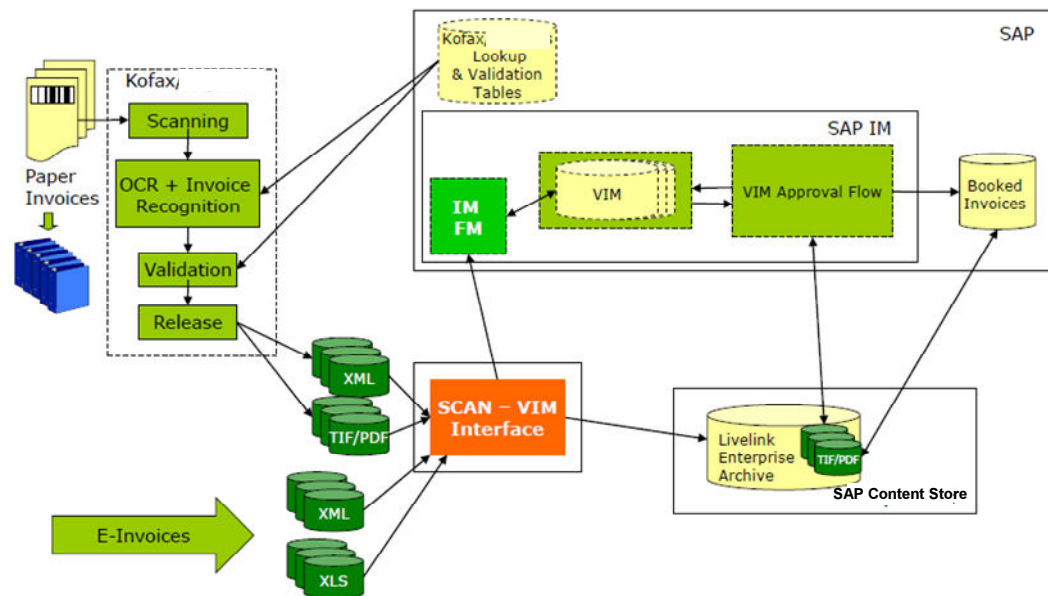 SAP
Kofax/
Lookup
& Validation
Tables
Kofax/
Scanning
OCR + Invoice
Recognition
Validation
Release
Paper
Invoices
SAP IM
IM
FM
VIM
VIM Approval Flow
Booked
Invoices
XML
TIF/PDF
SCAN – VIM
Interface
Livelink
Enterprise
Archive
TIF/PDF
SAP Content Store
E-Invoices
XML
XLS